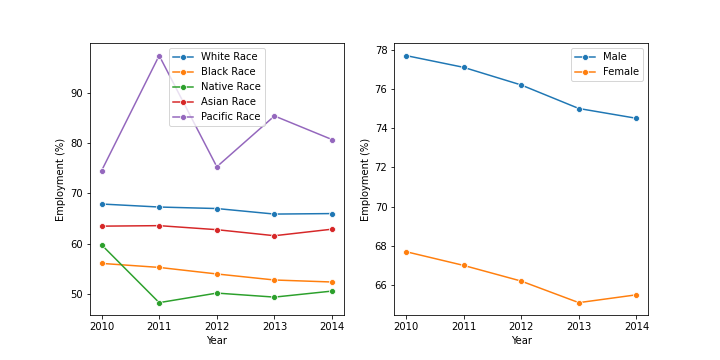 White Race
Black Race
Native Race
Asian Race
Pacific Race
90
80
70
60
50
Employment (%)
2010 2011 2012 2013 2014
Year
Male
Female
78
76
74
72
70
68
66
Employment (%)
2010 2011 2012 2013 2014
Year